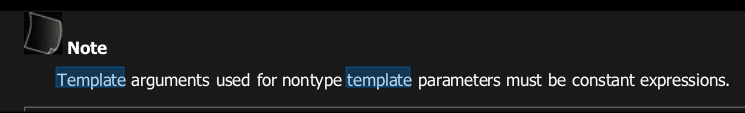 Note
Template arguments used for nontype template parameters must be constant expressions.